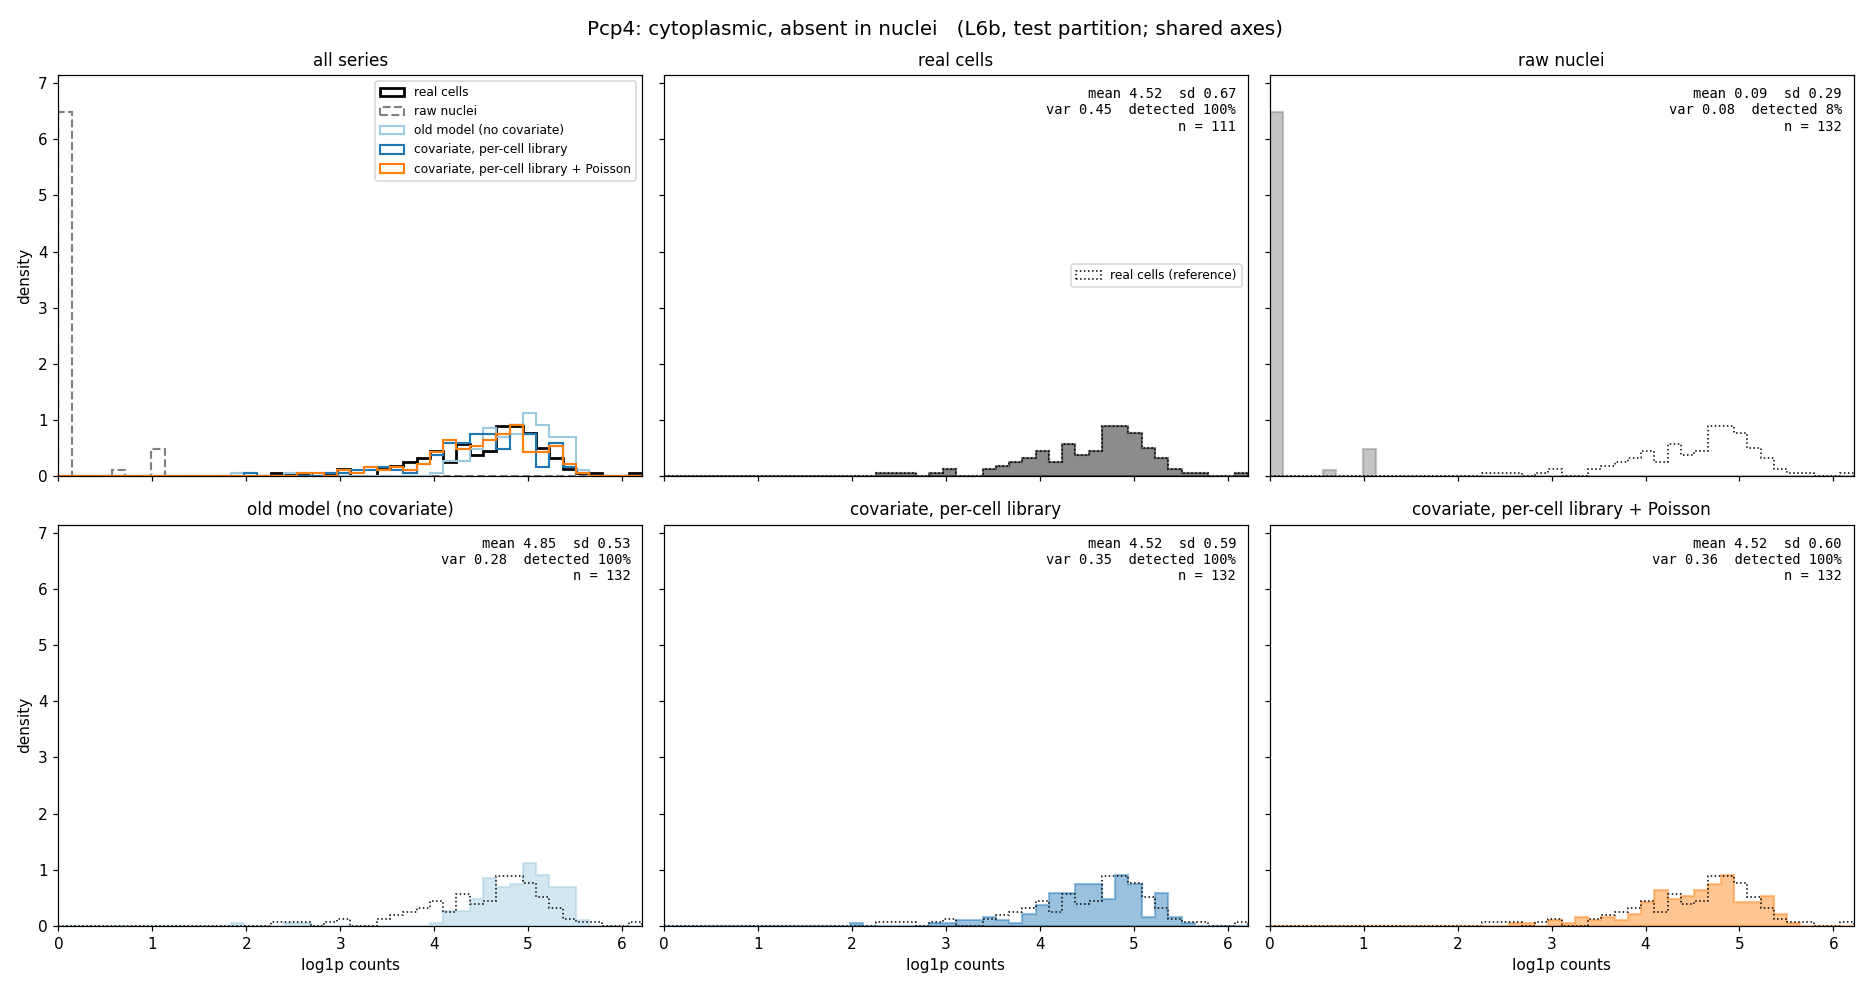 Pcp4: cytoplasmic, absent in nuclei (L6b, test partition; shared axes)
all series
real cells
raw nuclei
old model (no covariate)
covariate, per-cell library
covariate, per-cell library + Poisson
density
7
6
5
4
3
2
1
0
real cells
mean 4.52 sd 0.67
var 0.45 detected 100%
n = 111
real cells (reference)
raw nuclei
mean 0.09 sd 0.29
var 0.08 detected 8%
n = 132
old model (no covariate)
mean 4.85 sd 0.53
var 0.28 detected 100%
n = 132
density
7
6
5
4
3
2
1
0
0 1 2 3 4 5 6
log1p counts
covariate, per-cell library
mean 4.52 sd 0.59
var 0.35 detected 100%
n = 132
0 1 2 3 4 5 6
log1p counts
covariate, per-cell library + Poisson
mean 4.52 sd 0.60
var 0.36 detected 100%
n = 132
0 1 2 3 4 5 6
log1p counts